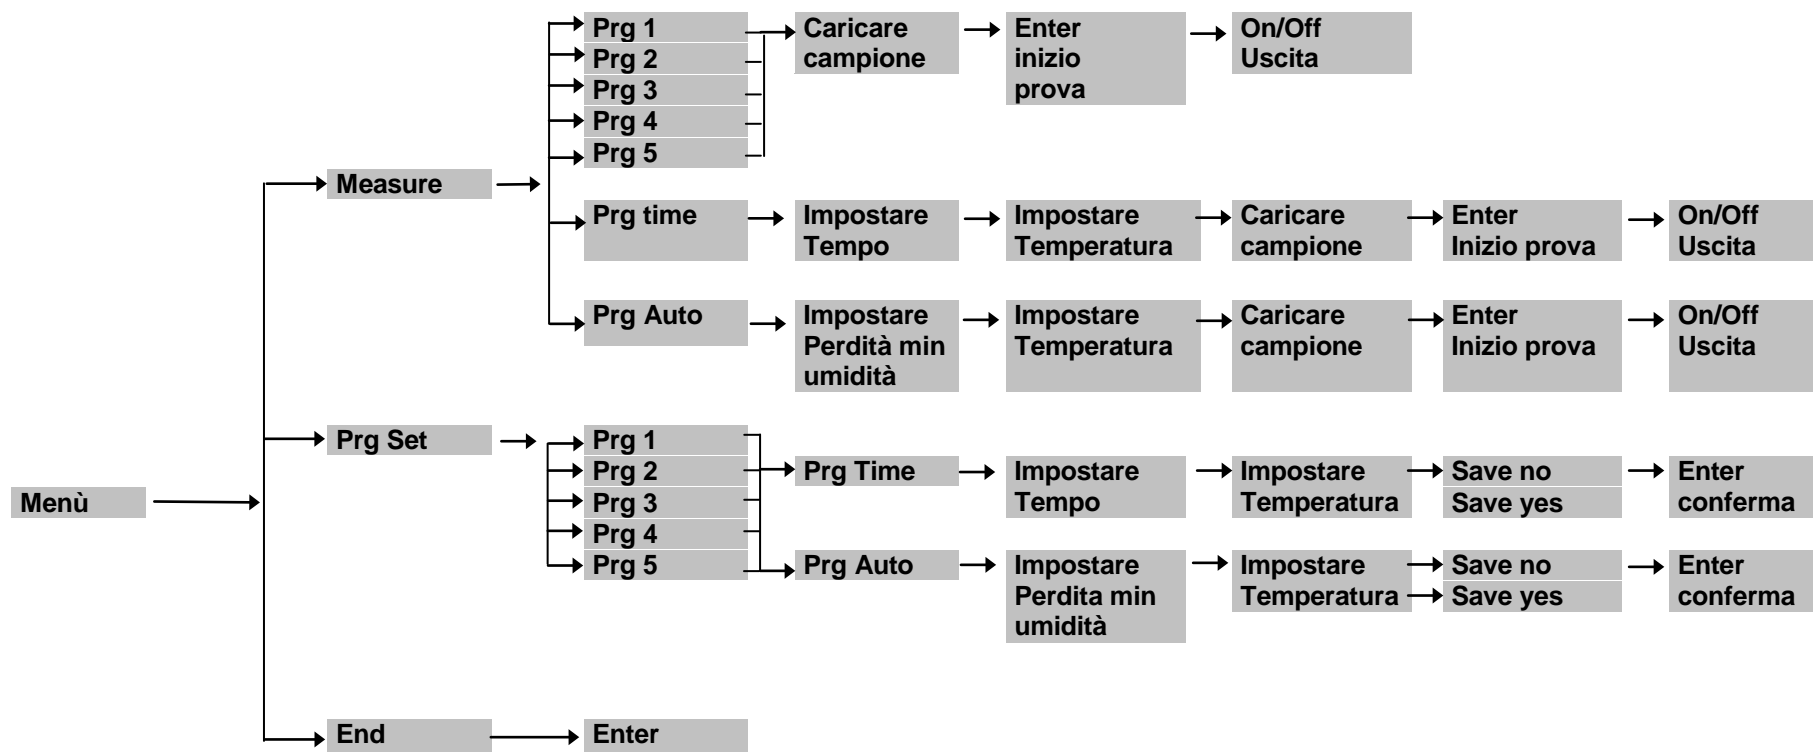 Prg 1
Prg 2
Prg 3
Prg 4
Prg 5
Caricare
campione
Enter
inizio
prova
On/Off
Uscita
Measure
Prg time
Impostare
Tempo
Impostare
Temperatura
Caricare
campione
Enter
Inizio prova
On/Off
Uscita
Prg Auto
Impostare
Perdità min
umidità
Impostare
Temperatura
Caricare
campione
Enter
Inizio prova
On/Off
Uscita
Prg Set
Prg 1
Prg 2
Prg 3
Prg 4
Prg 5
Prg Time
Impostare
Tempo
Impostare
Temperatura
Save no
Save yes
Enter
conferma
Menù
Prg Auto
Impostare
Perdita min
umidità
Impostare
Temperatura
Save no
Save yes
Enter
conferma
End
Enter